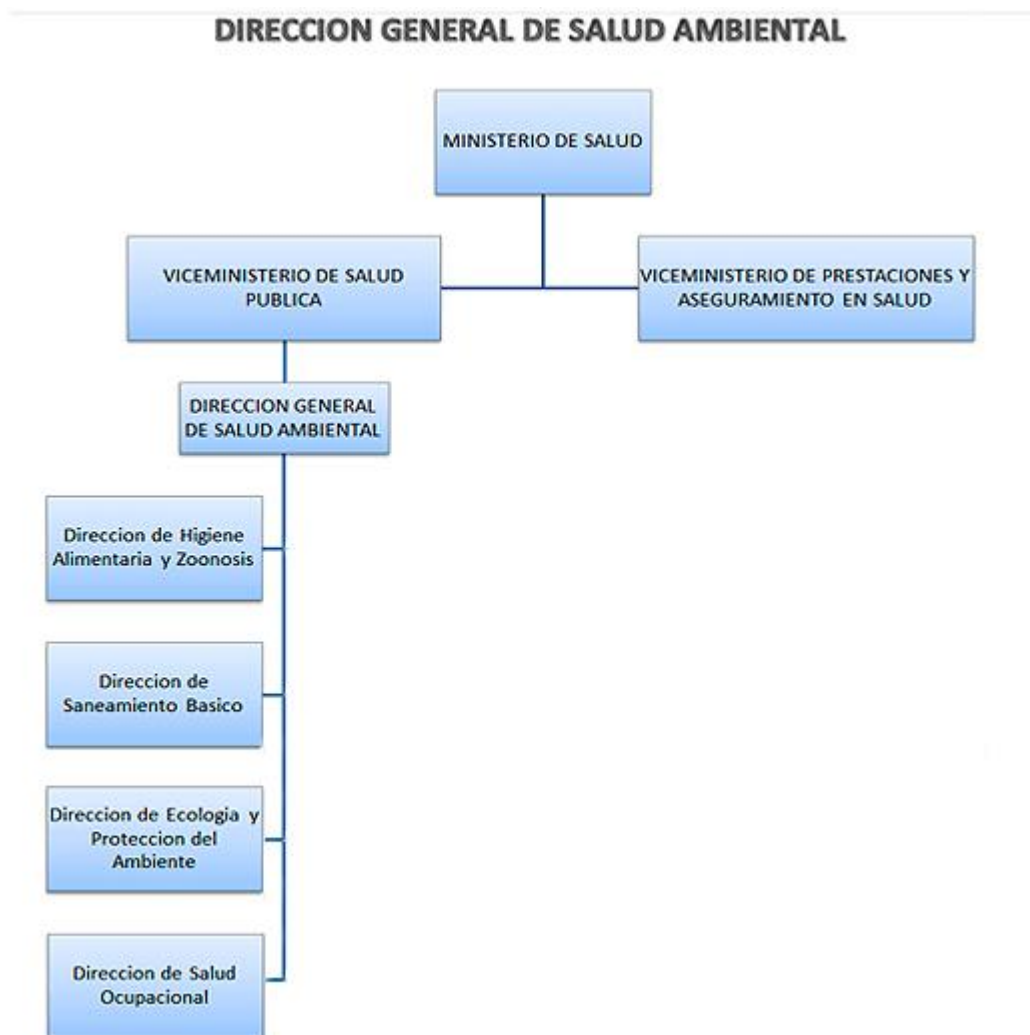 DIRECCION GENERAL DE SALUD AMBIENTAL
MINISTERIO DE SALUD
VICEMINISTERIO DE SALUD
PUBLICA
VICEMINISTERIO DE PRESTACIONES Y
ASEGURAMIENTO EN SALUD
DIRECCION GENERAL
DE SALUD AMBIENTAL
Direccion de Higiene
Alimentaria y Zoonosis
Direccion de
Saneamiento Basico
Direccion de Ecologia y
Proteccion del
Ambiente
Direccion de Salud
Ocupacional